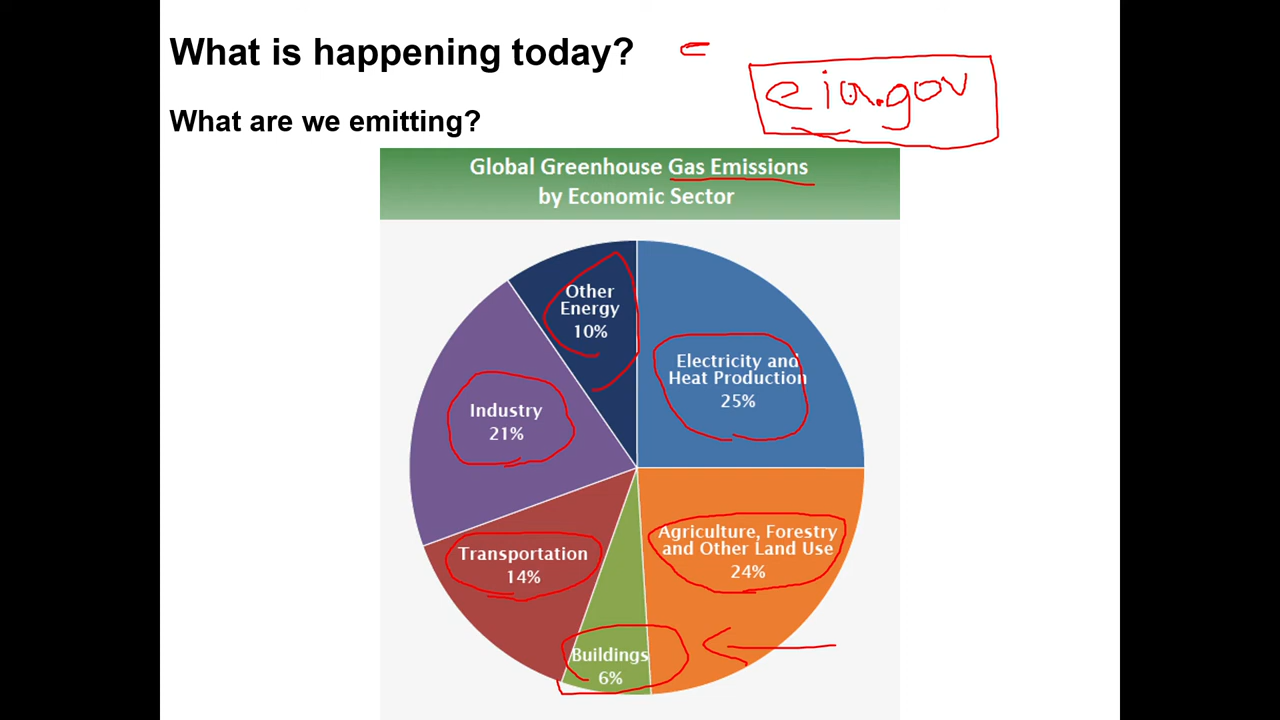 What is happening today?
eia.gov
What are we emitting?
Global Greenhouse Gas Emissions
by Economic Sector
Other
Energy
10%
Electricity and
Heat Production
25%
Industry
21%
Agriculture, Forestry
and Other Land Use
24%
Transportation
14%
Buildings
6%